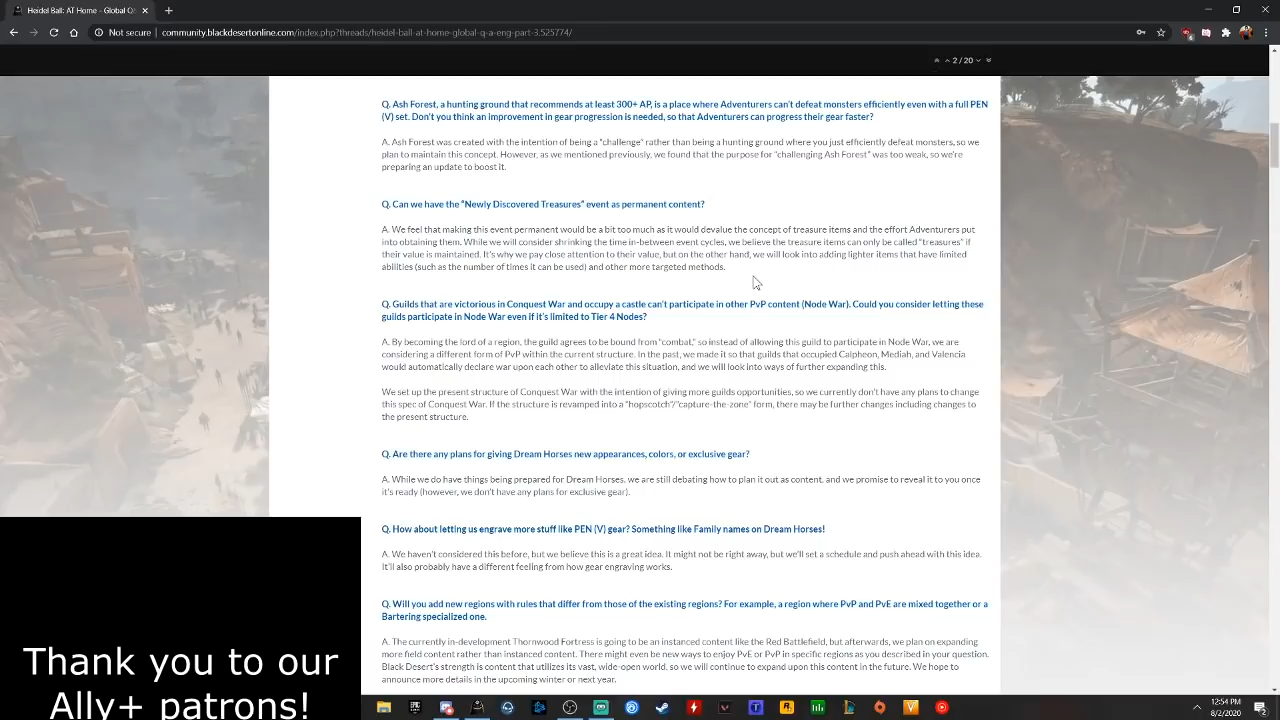 Heidel Ball: AT Home - Global Q&
Not secure | community.blackdesertonline.com/index.php?threads/heidel-ball-at-home-global-q-a-eng-part-3.525774/
2 / 20
Q. Ash Forest, a hunting ground that recommends at least 300+ AP, is a place where Adventurers can't defeat monsters efficiently even with a full PEN
(V) set. Don't you think an improvement in gear progression is needed, so that Adventurers can progress their gear faster?
A. Ash Forest was created with the intention of being a "challenge" rather than being a hunting ground where you just efficiently defeat monsters, so we
plan to maintain this concept. However, as we mentioned previously, we found that the purpose for "challenging Ash Forest" was too weak, so we're
preparing an update to boost it.
Q. Can we have the "Newly Discovered Treasures" event as permanent content?
A. We feel that making this event permanent would be a bit too much as it would devalue the concept of treasure items and the effort Adventurers put
into obtaining them. While we will consider shrinking the time in-between event cycles, we believe the treasure items can only be called "treasures" if
their value is maintained. It's why we pay close attention to their value, but on the other hand, we will look into adding lighter items that have limited
abilities (such as the number of times it can be used) and other more targeted methods.
Q. Guilds that are victorious in Conquest War and occupy a castle can't participate in other PvP content (Node War). Could you consider letting these
guilds participate in Node War even if it's limited to Tier 4 Nodes?
A. By becoming the lord of a region, the guild agrees to be bound from "combat," so instead of allowing this guild to participate in Node War, we are
considering a different form of PvP within the current structure. In the past, we made it so that guilds that occupied Calpheon, Mediah, and Valencia
would automatically declare war upon each other to alleviate this situation, and we will look into ways of further expanding this.
We set up the present structure of Conquest War with the intention of giving more guilds opportunities, so we currently don't have any plans to change
this spec of Conquest War. If the structure is revamped into a "hopscotch"/"capture-the-zone" form, there may be further changes including changes to
the present structure.
Q. Are there any plans for giving Dream Horses new appearances, colors, or exclusive gear?
A. While we do have things being prepared for Dream Horses, we are still debating how to plan it out as content, and we promise to reveal it to you once
it's ready (however, we don't have any plans for exclusive gear).
Q. How about letting us engrave more stuff like PEN (V) gear? Something like Family names on Dream Horses!
A. We haven't considered this before, but we believe this is a great idea. It might not be right away, but we'll set a schedule and push ahead with this idea.
It'll also probably have a different feeling from how gear engraving works.
Q. Will you add new regions with rules that differ from those of the existing regions? For example, a region where PvP and PvE are mixed together or a
Bartering specialized one.
A. The currently in-development Thornwood Fortress is going to be an instanced content like the Red Battlefield, but afterwards, we plan on expanding
more field content rather than instanced content. There might even be new ways to enjoy PvE or PvP in specific regions as you described in your question.
Black Desert's strength is content that utilizes its vast, wide-open world, so we will continue to expand upon this content in the future. We hope to
announce more details in the upcoming winter or next year.
Thank you to our
Ally+ patrons!
12:54 PM
8/2/2020